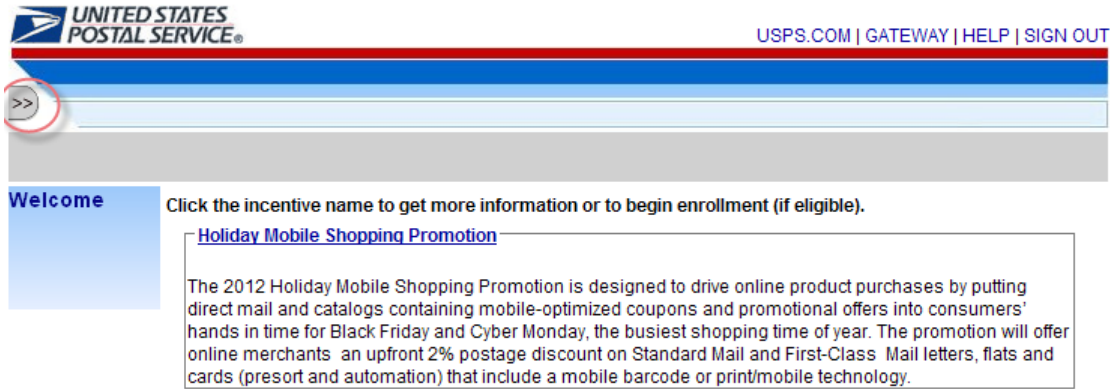 UNITED STATES
POSTAL SERVICE®
USPS.COM | GATEWAY | HELP | SIGN OUT
>>
Welcome
Click the incentive name to get more information or to begin enrollment (if eligible).
Holiday Mobile Shopping Promotion
The 2012 Holiday Mobile Shopping Promotion is designed to drive online product purchases by putting
direct mail and catalogs containing mobile-optimized coupons and promotional offers into consumers'
hands in time for Black Friday and Cyber Monday, the busiest shopping time of year. The promotion will offer
online merchants  an upfront 2% postage discount on Standard Mail and First-Class  Mail letters, flats and
cards (presort and automation) that include a mobile barcode or print/mobile technology.